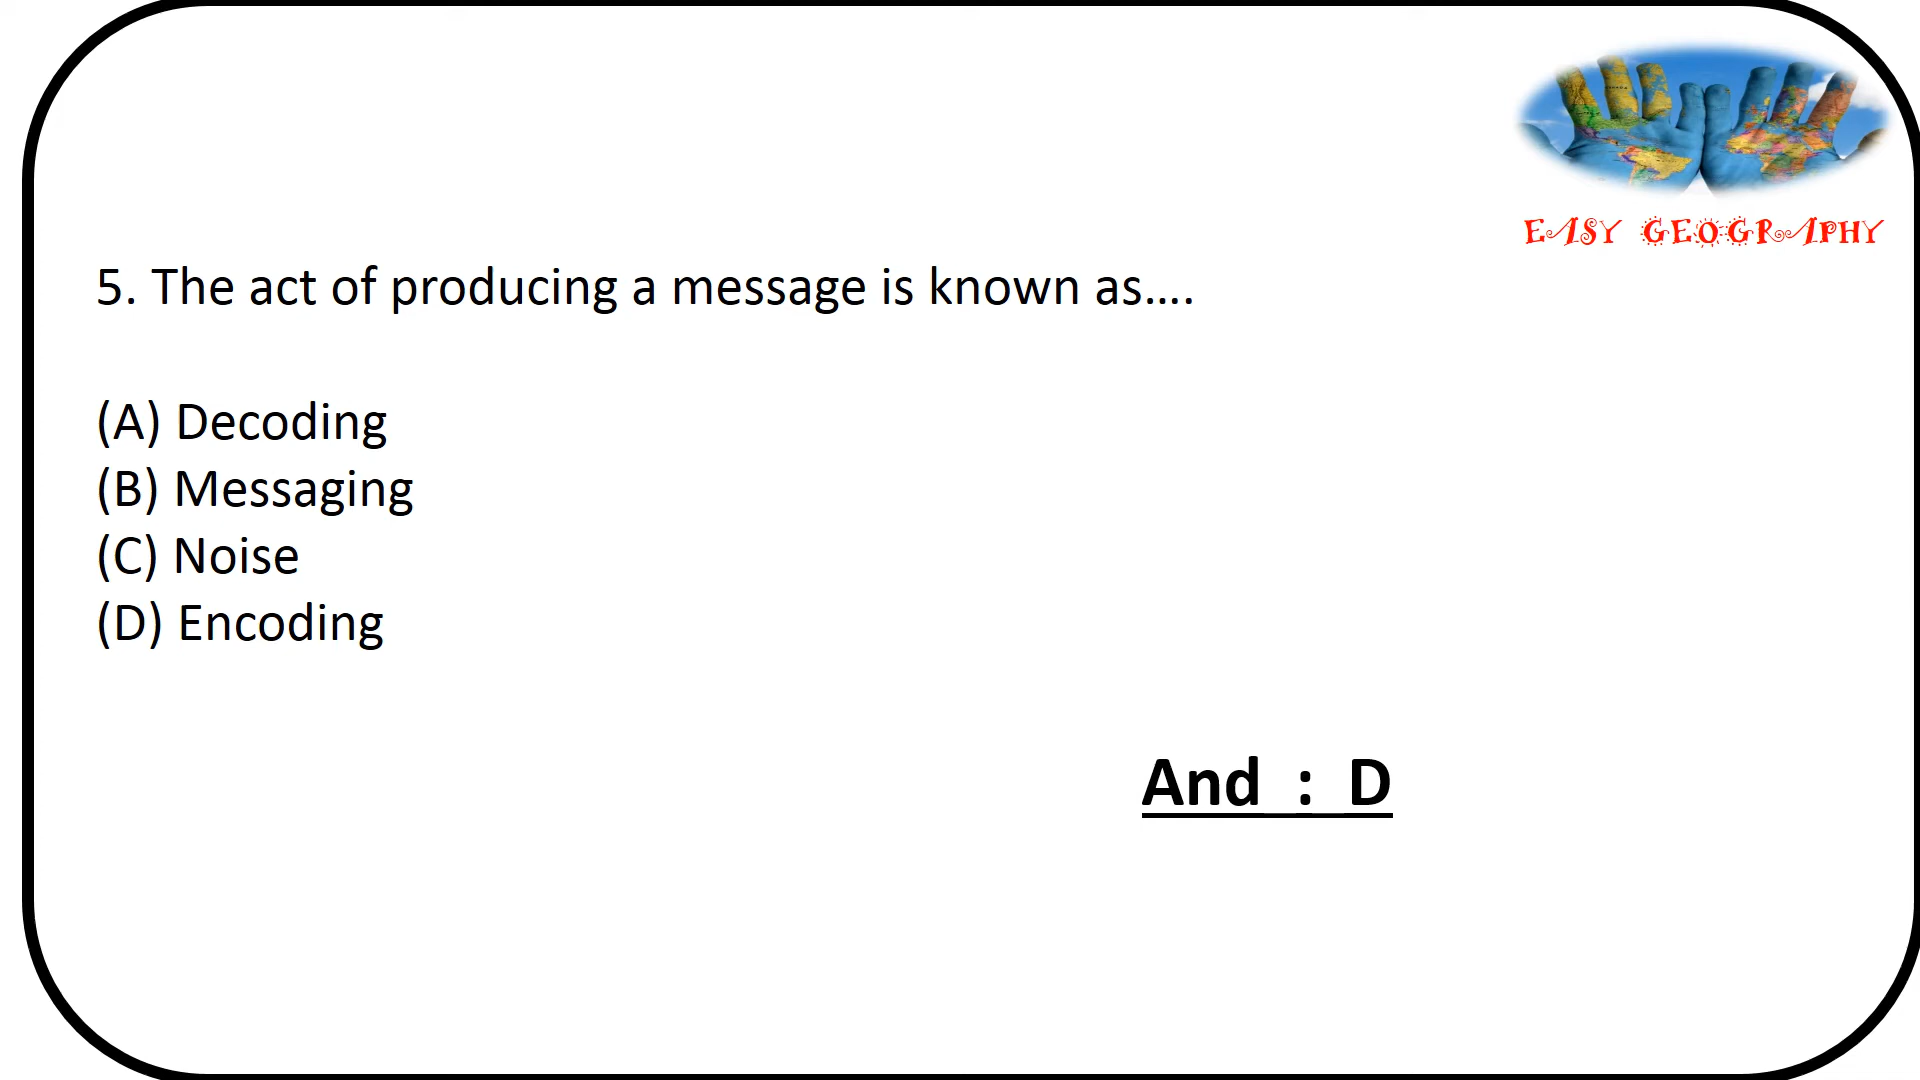 EASY GEOGRAPHY
5. The act of producing a message is known as....
(A) Decoding
(B) Messaging
(C) Noise
(D) Encoding
And : D